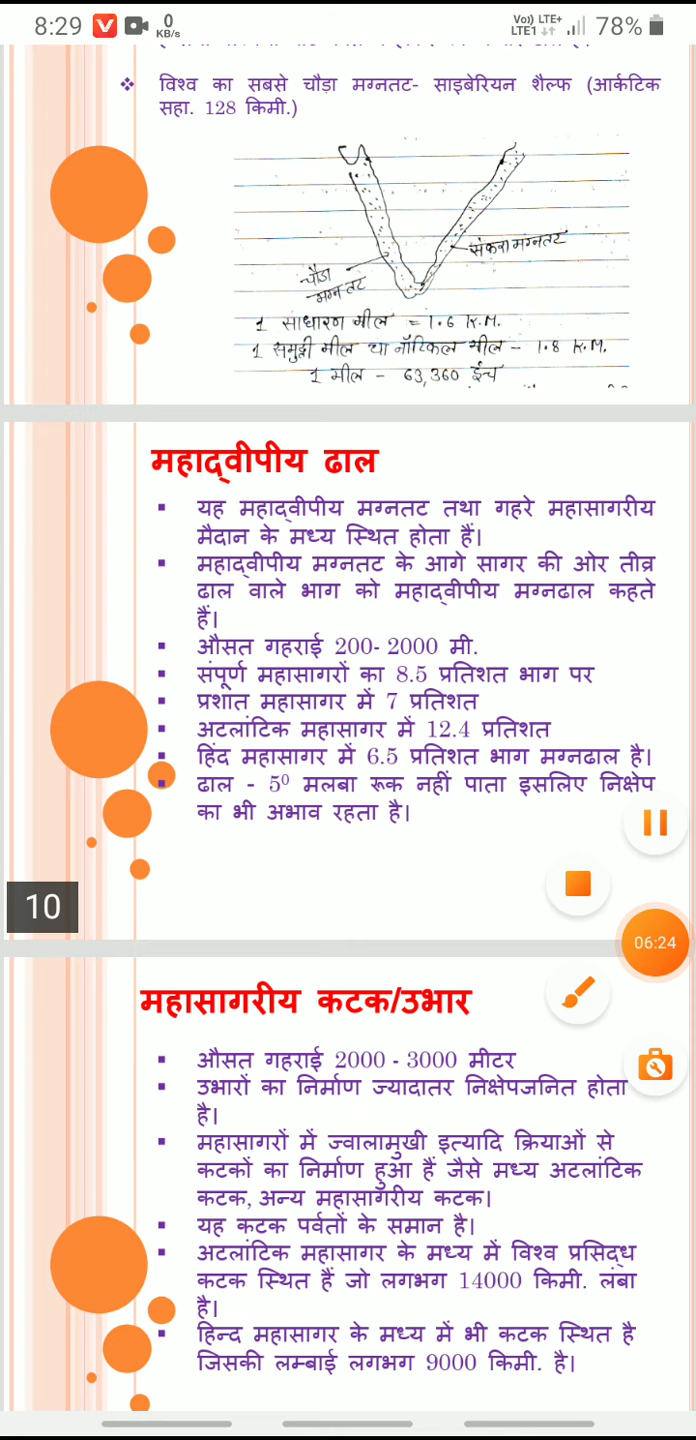 8:29
0
KB/s
Vo)) LTE+
LTE1
78%
❖ विश्व का सबसे चौड़ा मग्नतट- साइबेरियन शैल्फ (आर्कटिक
सहा. 128 किमी.)
चौडा
मग्न तट
संकरा मग्नतट
1 साधारण मील = 1.6 K.M.
1 समुद्री मील या नॉटिकल मील - 1.8 K.M.
1 मील - 63,360 ईंच
महाद्वीपीय ढाल
▪ यह महाद्वीपीय मग्नतट तथा गहरे महासागरीय
मैदान के मध्य स्थित होता हैं।
▪ महाद्वीपीय मग्नतट के आगे सागर की ओर तीव्र
ढाल वाले भाग को महाद्वीपीय मग्नढाल कहते
हैं।
▪ औसत गहराई 200- 2000 मी.
▪ संपूर्ण महासागरों का 8.5 प्रतिशत भाग पर
▪ प्रशांत महासागर में 7 प्रतिशत
▪ अटलांटिक महासागर में 12.4 प्रतिशत
▪ हिंद महासागर में 6.5 प्रतिशत भाग मग्नढाल है।
▪ ढाल - 5⁰ मलबा रूक नहीं पाता इसलिए निक्षेप
का भी अभाव रहता है।
10
06:24
महासागरीय कटक/उभार
▪ औसत गहराई 2000 - 3000 मीटर
▪ उभारों का निर्माण ज्यादातर निक्षेपजनित होता
है।
▪ महासागरों में ज्वालामुखी इत्यादि क्रियाओं से
कटकों का निर्माण हुआ हैं जैसे मध्य अटलांटिक
कटक, अन्य महासागरीय कटक।
▪ यह कटक पर्वतों के समान है।
▪ अटलांटिक महासागर के मध्य में विश्व प्रसिद्ध
कटक स्थित हैं जो लगभग 14000 किमी. लंबा
है।
▪ हिन्द महासागर के मध्य में भी कटक स्थित है
जिसकी लम्बाई लगभग 9000 किमी. है।